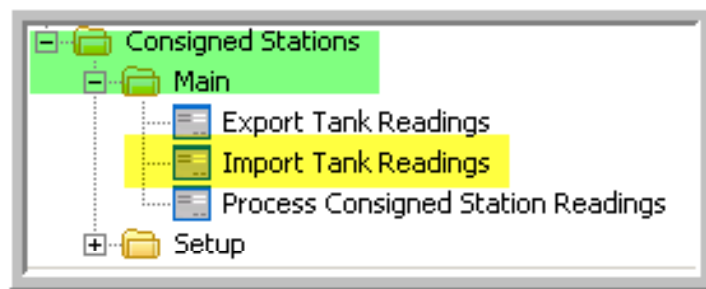 Consigned Stations
Main
Export Tank Readings
Import Tank Readings
Process Consigned Station Readings
Setup